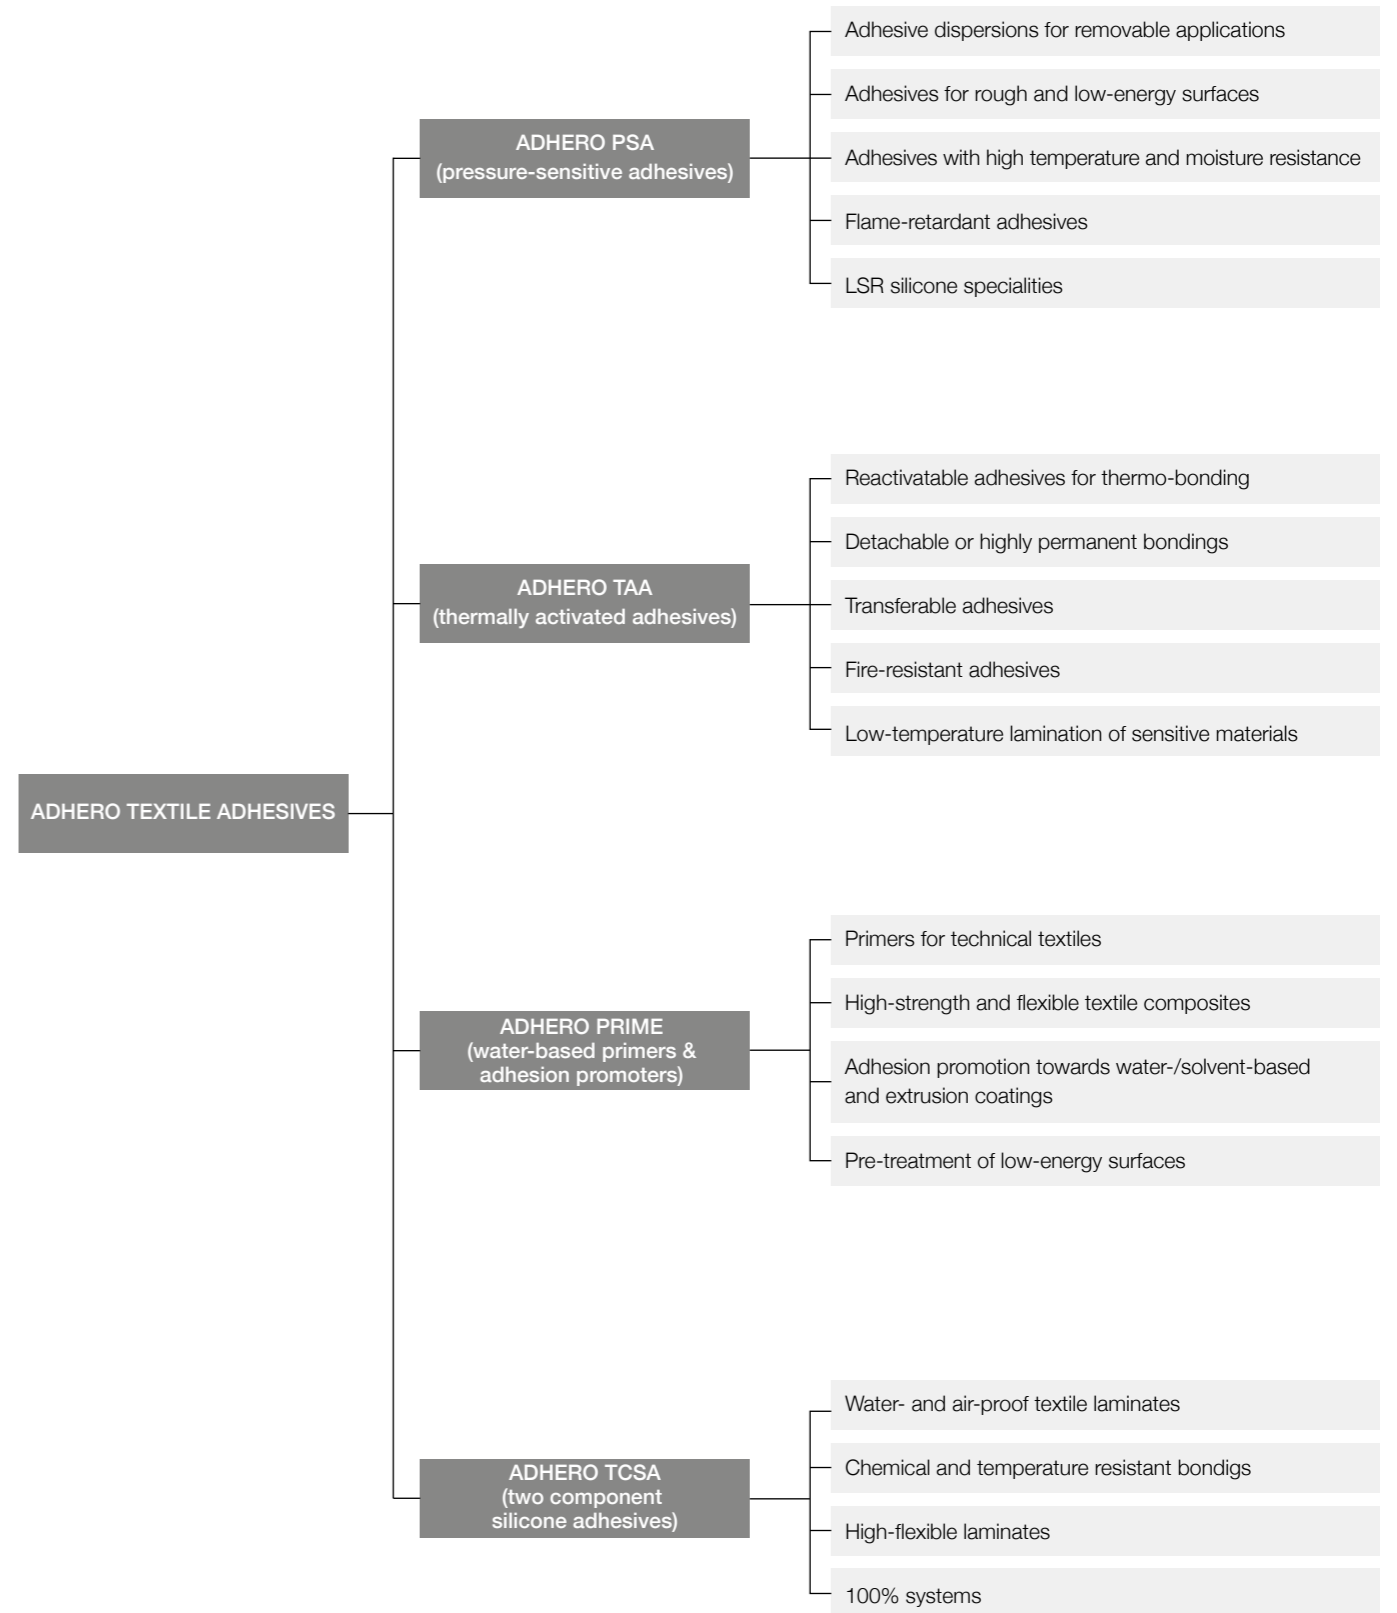 ADHERO TEXTILE ADHESIVES
ADHERO PSA
(pressure-sensitive adhesives)
Adhesive dispersions for removable applications
Adhesives for rough and low-energy surfaces
Adhesives with high temperature and moisture resistance
Flame-retardant adhesives
LSR silicone specialities
ADHERO TAA
(thermally activated adhesives)
Reactivatable adhesives for thermo-bonding
Detachable or highly permanent bondings
Transferable adhesives
Fire-resistant adhesives
Low-temperature lamination of sensitive materials
ADHERO PRIME
(water-based primers &
adhesion promoters)
Primers for technical textiles
High-strength and flexible textile composites
Adhesion promotion towards water-/solvent-based
and extrusion coatings
Pre-treatment of low-energy surfaces
ADHERO TCSA
(two component
silicone adhesives)
Water- and air-proof textile laminates
Chemical and temperature resistant bondigs
High-flexible laminates
100% systems